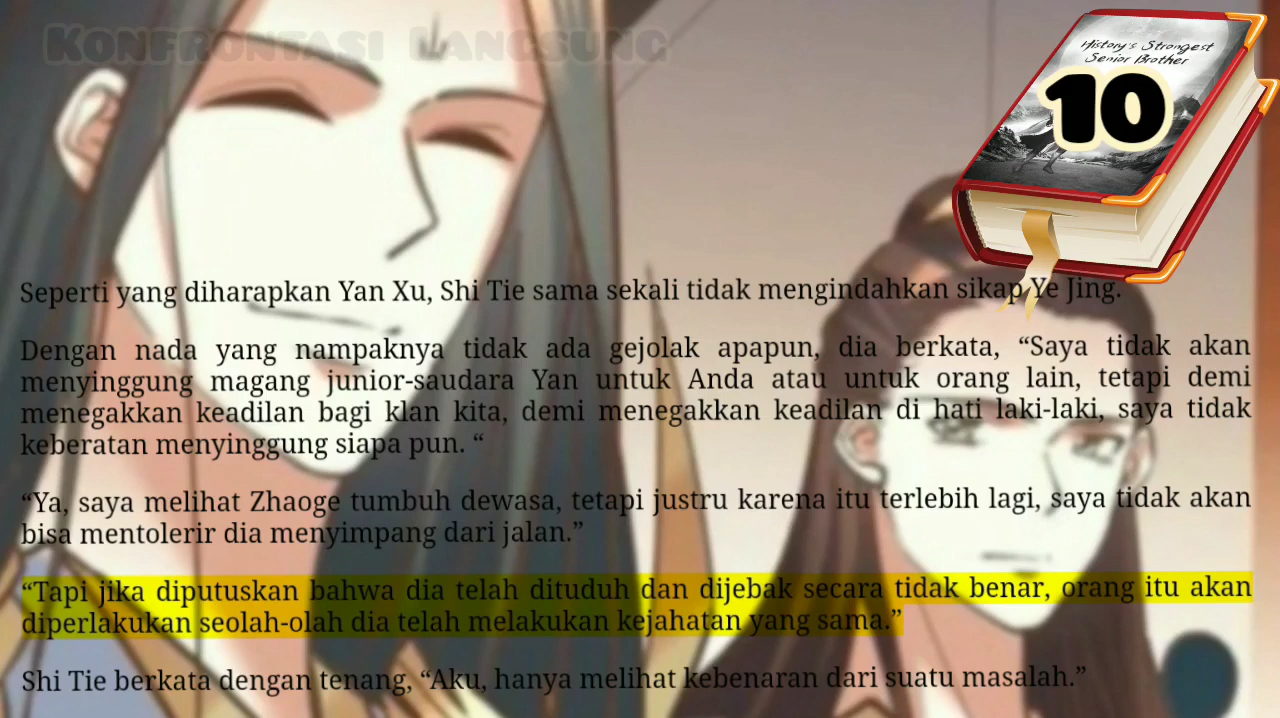 Konfrontasi Langsung
History's Strongest
Senior Brother
10
Seperti yang diharapkan Yan Xu, Shi Tie sama sekali tidak mengindahkan sikap Ye Jing.
Dengan nada yang nampaknya tidak ada gejolak apapun, dia berkata, “Saya tidak akan
menyinggung magang junior-saudara Yan untuk Anda atau untuk orang lain, tetapi demi
menegakkan keadilan bagi klan kita, demi menegakkan keadilan di hati laki-laki, saya tidak
keberatan menyinggung siapa pun. “
“Ya, saya melihat Zhaoge tumbuh dewasa, tetapi justru karena itu terlebih lagi, saya tidak akan
bisa mentolerir dia menyimpang dari jalan.”
“Tapi jika diputuskan bahwa dia telah dituduh dan dijebak secara tidak benar, orang itu akan
diperlakukan seolah-olah dia telah melakukan kejahatan yang sama.”
Shi Tie berkata dengan tenang, “Aku, hanya melihat kebenaran dari suatu masalah.”